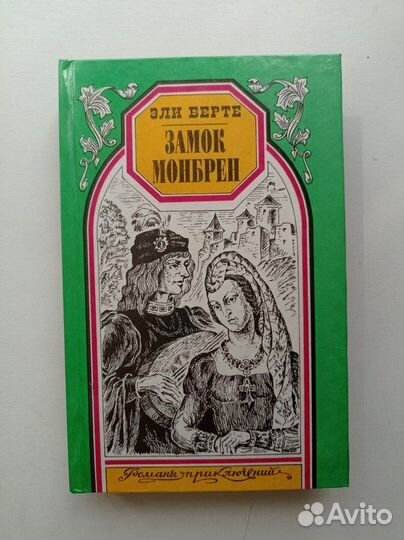 ЭЛИ БЕРТЕ
ЗАМОК
МОНБРЕН
Романы приключений
Avito